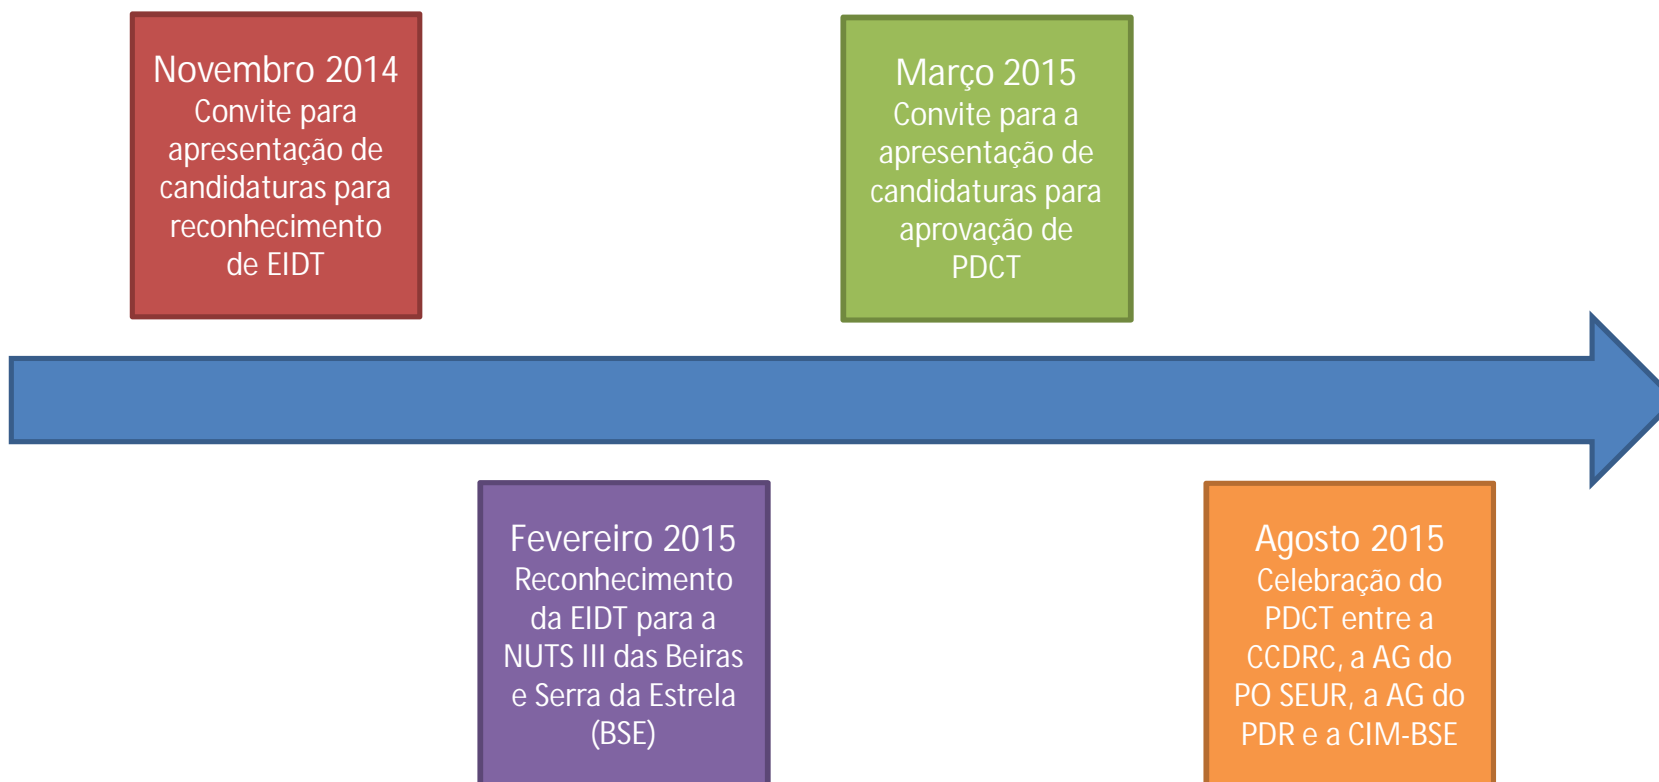 Novembro 2014
Convite para
apresentação de
candidaturas para
reconhecimento
de EIDT
Março 2015
Convite para a
apresentação de
candidaturas para
aprovação de
PDCT
Fevereiro 2015
Reconhecimento
da EIDT para a
NUTS III das Beiras
e Serra da Estrela
(BSE)
Agosto 2015
Celebração do
PDCT entre a
CCDRC, a AG do
PO SEUR, a AG do
PDR e a CIM-BSE